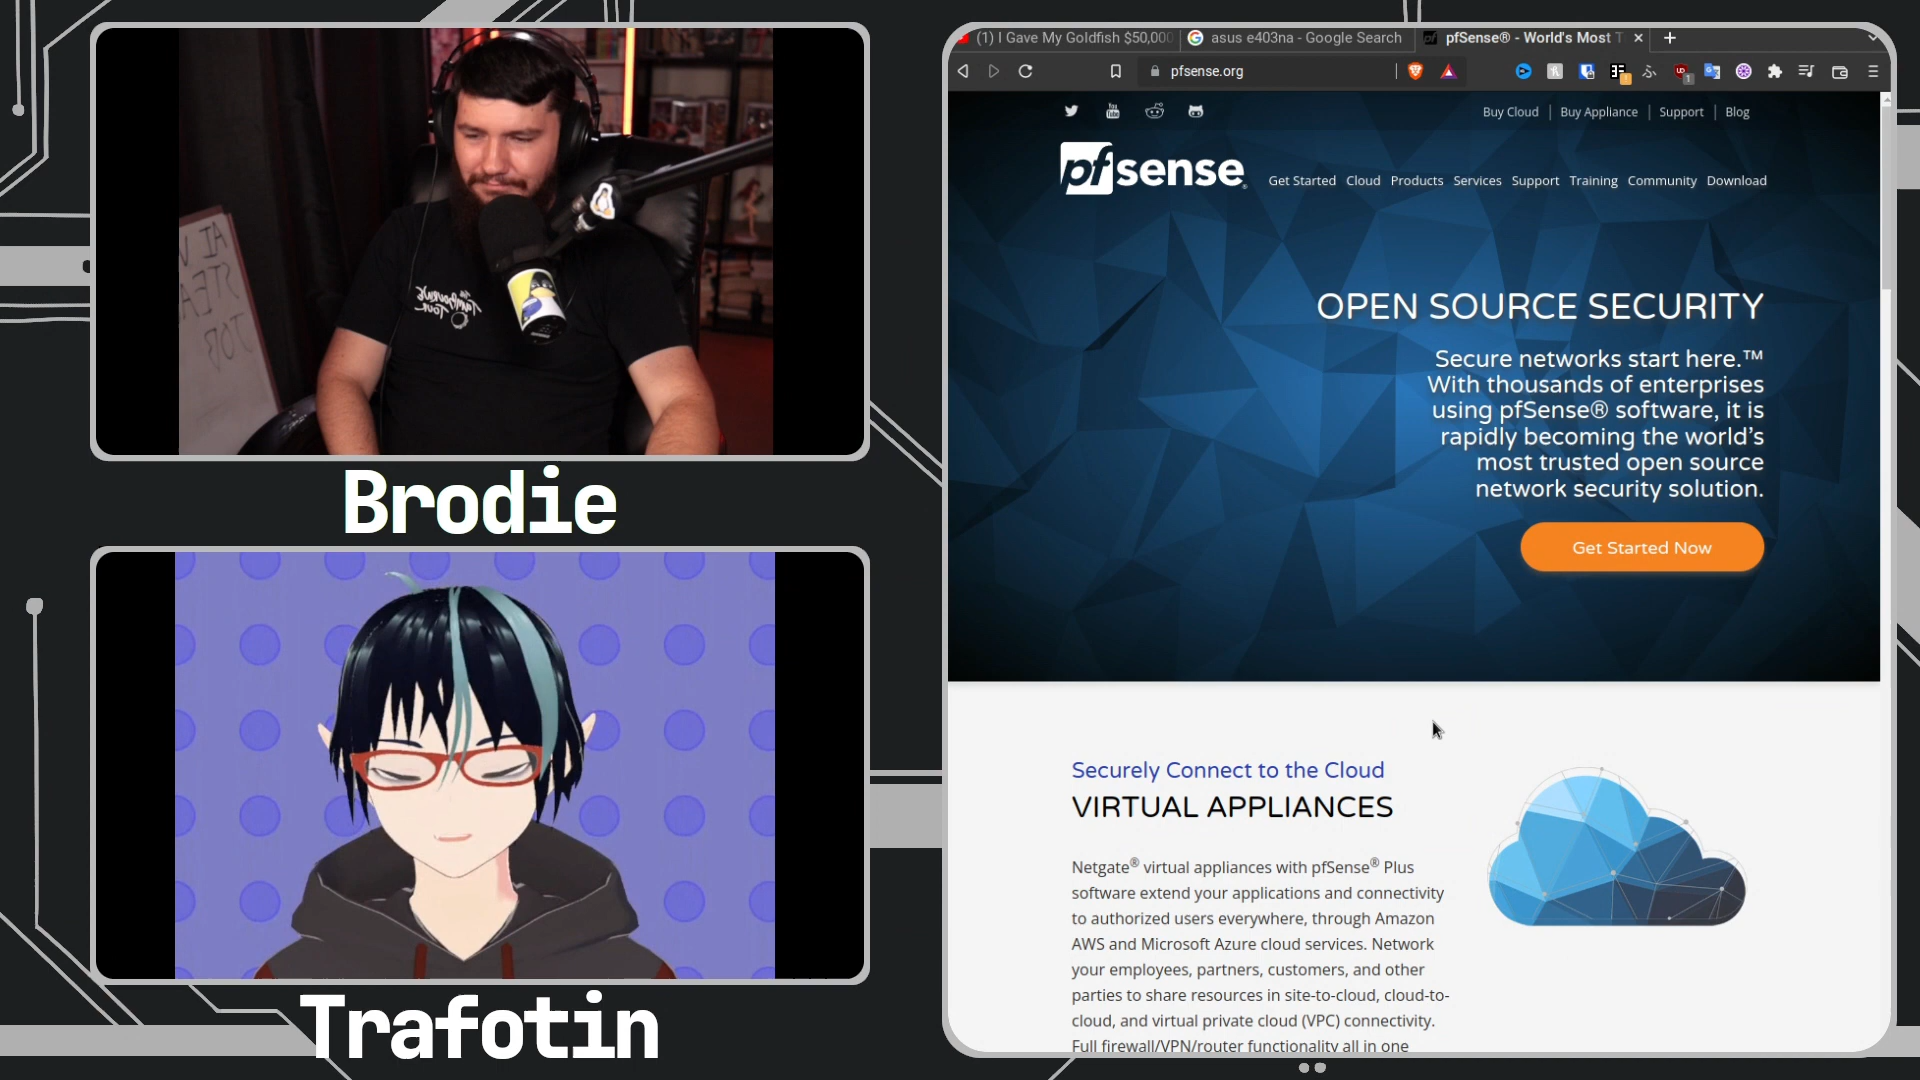 Brodie
Trafotin
(1) I Gave My Goldfish $50,000
asus e403na - Google Search
pfSense® - World's Most T
pfsense.org
Buy Cloud | Buy Appliance | Support | Blog
pfsense
Get Started Cloud Products Services Support Training Community Download
OPEN SOURCE SECURITY
Secure networks start here.™
With thousands of enterprises
using pfSense® software, it is
rapidly becoming the world’s
most trusted open source
network security solution.
Get Started Now
Securely Connect to the Cloud
VIRTUAL APPLIANCES
Netgate® virtual appliances with pfSense® Plus
software extend your applications and connectivity
to authorized users everywhere, through Amazon
AWS and Microsoft Azure cloud services. Network
your employees, partners, customers, and other
parties to share resources in site-to-cloud, cloud-to-
cloud, and virtual private cloud (VPC) connectivity.
Full firewall/VPN/router functionality all in one